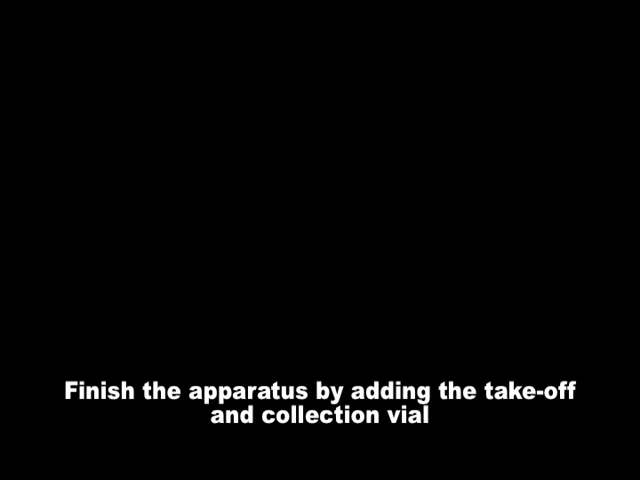 Finish the apparatus by adding the take-off
and collection vial